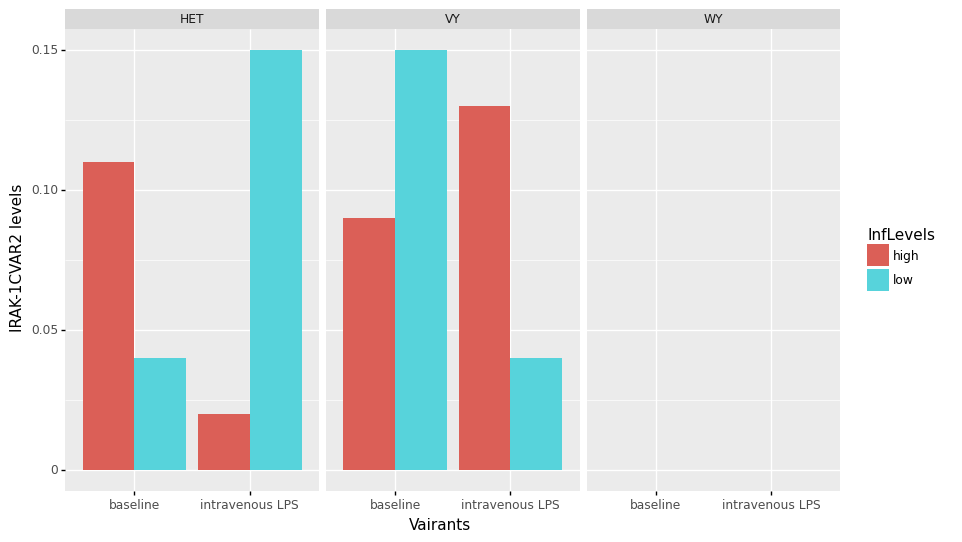 HET VY WY
0.15
0.10
0.05
0
IRAK-1CVAR2 levels
baseline intravenous LPS baseline intravenous LPS baseline intravenous LPS
Vairants
InfLevels
high
low